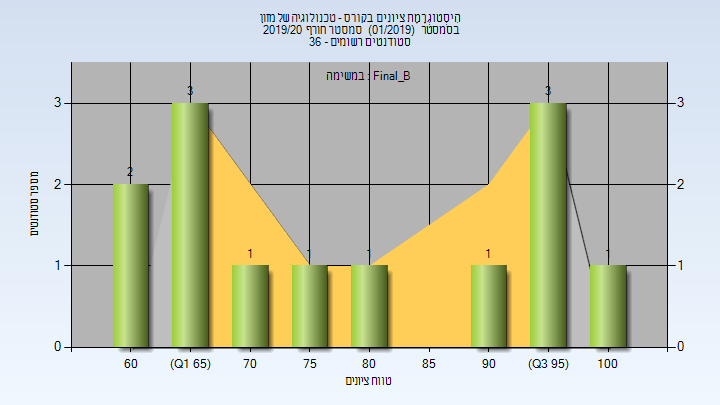 היסטוגרמת ציונים בקורס - טכנולוגיה של מזון
בסמסטר (01/2019) סמסטר חורף 2019/20
סטודנטים רשומים - 36
במשימה : Final_B
מספר סטודנטים
3
2
1
0
3
2
1
0
2
3
1
1
1
1
3
1
60
(Q1 65)
70
75
80
85
90
(Q3 95)
100
טווח ציונים